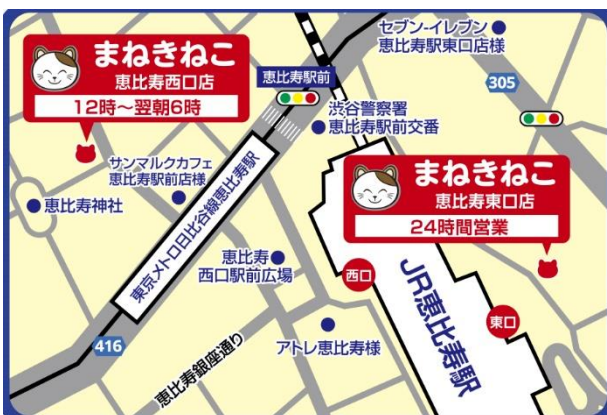 まねきねこ
恵比寿西口店
12時～翌朝6時
恵比寿駅前
セブン-イレブン
恵比寿駅東口店様
305
渋谷警察署
恵比寿駅前交番
サンマルクカフェ
恵比寿駅前店様
恵比寿神社
東京メトロ日比谷線恵比寿駅
まねきねこ
恵比寿東口店
24時間営業
恵比寿
西口駅前広場
西口
JR恵比寿駅
東口
416
恵比寿銀座通り
アトレ恵比寿様